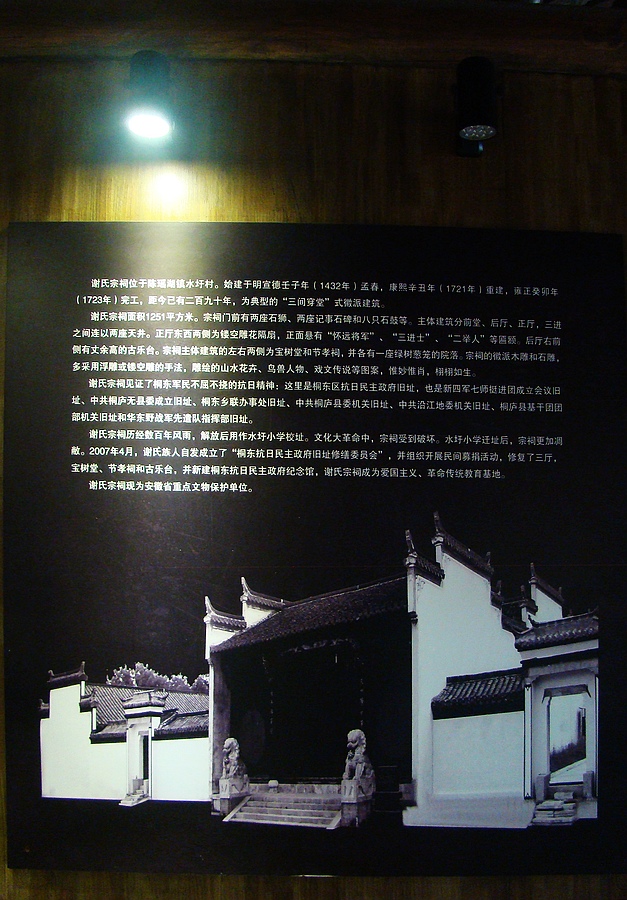 谢氏宗祠位于陈瑶湖镇水圩村。始建于明宣德壬子年（1432年）孟春，康熙辛丑年（1721年）重建，雍正癸卯年
（1723年）完工，距今已有二百九十年，为典型的“三间穿堂”式徽派建筑。
谢氏宗祠面积1251平方米。宗祠门前有两座石狮、两座记事石碑和八只石鼓等。主体建筑分前堂、后厅、正厅，三进
之间连以两座天井。正厅东西两侧为镂空雕花隔扇，正面悬有“怀远将军”、“三进士”、“二举人”等匾额。后厅右前
侧有丈余高的古乐台。宗祠主体建筑的左右两侧为宝树堂和节孝祠，并各有一座绿树葱茏的院落。宗祠的徽派木雕和石雕，
多采用浮雕或镂空雕的手法，雕绘的山水花卉、鸟兽人物、戏文传说等图案，惟妙惟肖，栩栩如生。
谢氏宗祠见证了桐东军民不屈不挠的抗日精神：这里是桐东区抗日民主政府旧址，也是新四军七师挺进团成立会议旧
址、中共桐庐无县委成立旧址、桐东乡联办事处旧址、中共桐庐县委机关旧址、中共沿江地委机关旧址、桐庐县基干团团
部机关旧址和华东野战军先遣队指挥部旧址。
谢氏宗祠历经数百年风雨，解放后用作水圩小学校址。文化大革命中，宗祠受到破坏。水圩小学迁址后，宗祠更加凋
敝。2007年4月，谢氏族人自发成立了“桐东抗日民主政府旧址修缮委员会”，并组织开展民间募捐活动，修复了三厅，
宝树堂、节孝祠和古乐台，并新建桐东抗日民主政府纪念馆，谢氏宗祠成为爱国主义、革命传统教育基地。
谢氏宗祠现为安徽省重点文物保护单位。